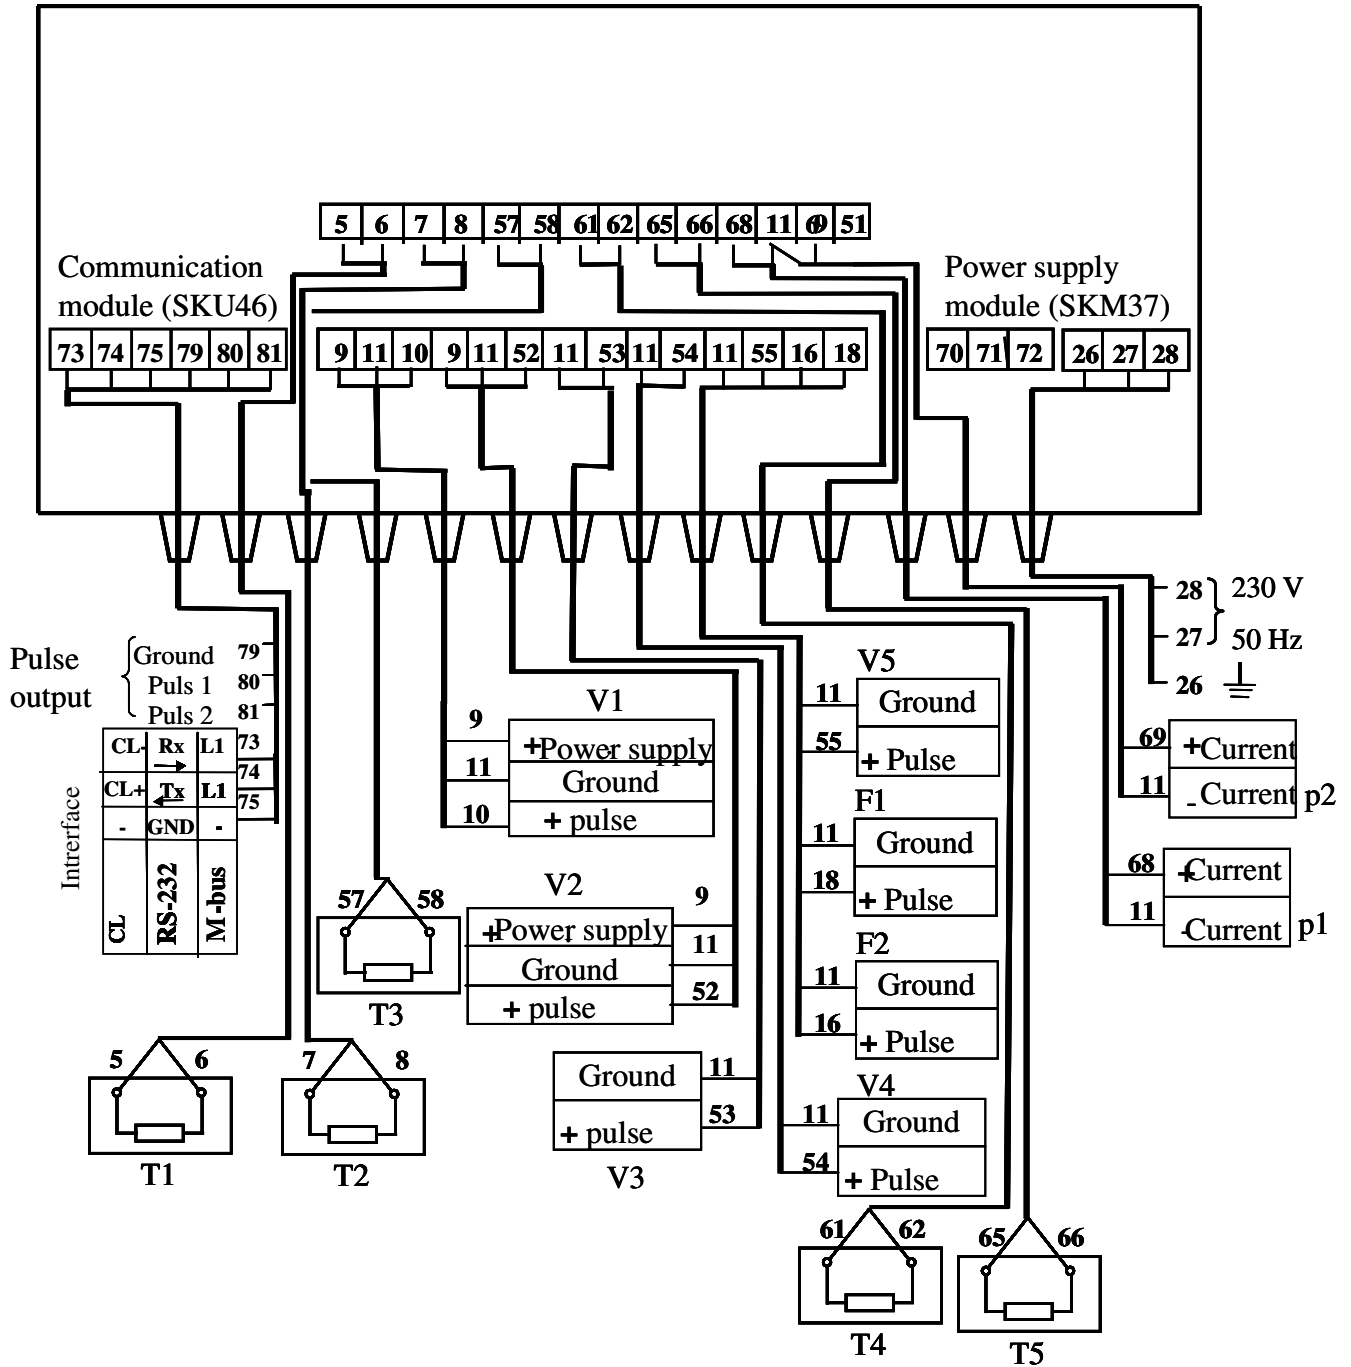 5 6 7 8 57 58 61 62 65 66 68 11 69 51
Communication
module (SKU46)
Power supply
module (SKM37)
73 74 75 79 80 81
9 11 10 9 11 52 11 53 11 54 11 55 16 18
70 71 72
26 27 28
28 230 V
27 50 Hz
26
Pulse
output
Ground 79
Puls 1 80
Puls 2 81
CL- Rx L1 73
CL+ Tx L1 74
- GND - 75
Intrerface
CL
RS-232
M-bus
V1
9 +Power supply
11 Ground
10 + pulse
V2
+Power supply 9
Ground 11
+ pulse 52
Ground 11
+ pulse 53
V3
V5
11 Ground
55 + Pulse
F1
11 Ground
18 + Pulse
F2
11 Ground
16 + Pulse
V4
11 Ground
54 + Pulse
69 +Current
11 -Current p2
68 +Current
11 -Current p1
57 58
T3
5 6
T1
7 8
T2
61 62
T4
65 66
T5